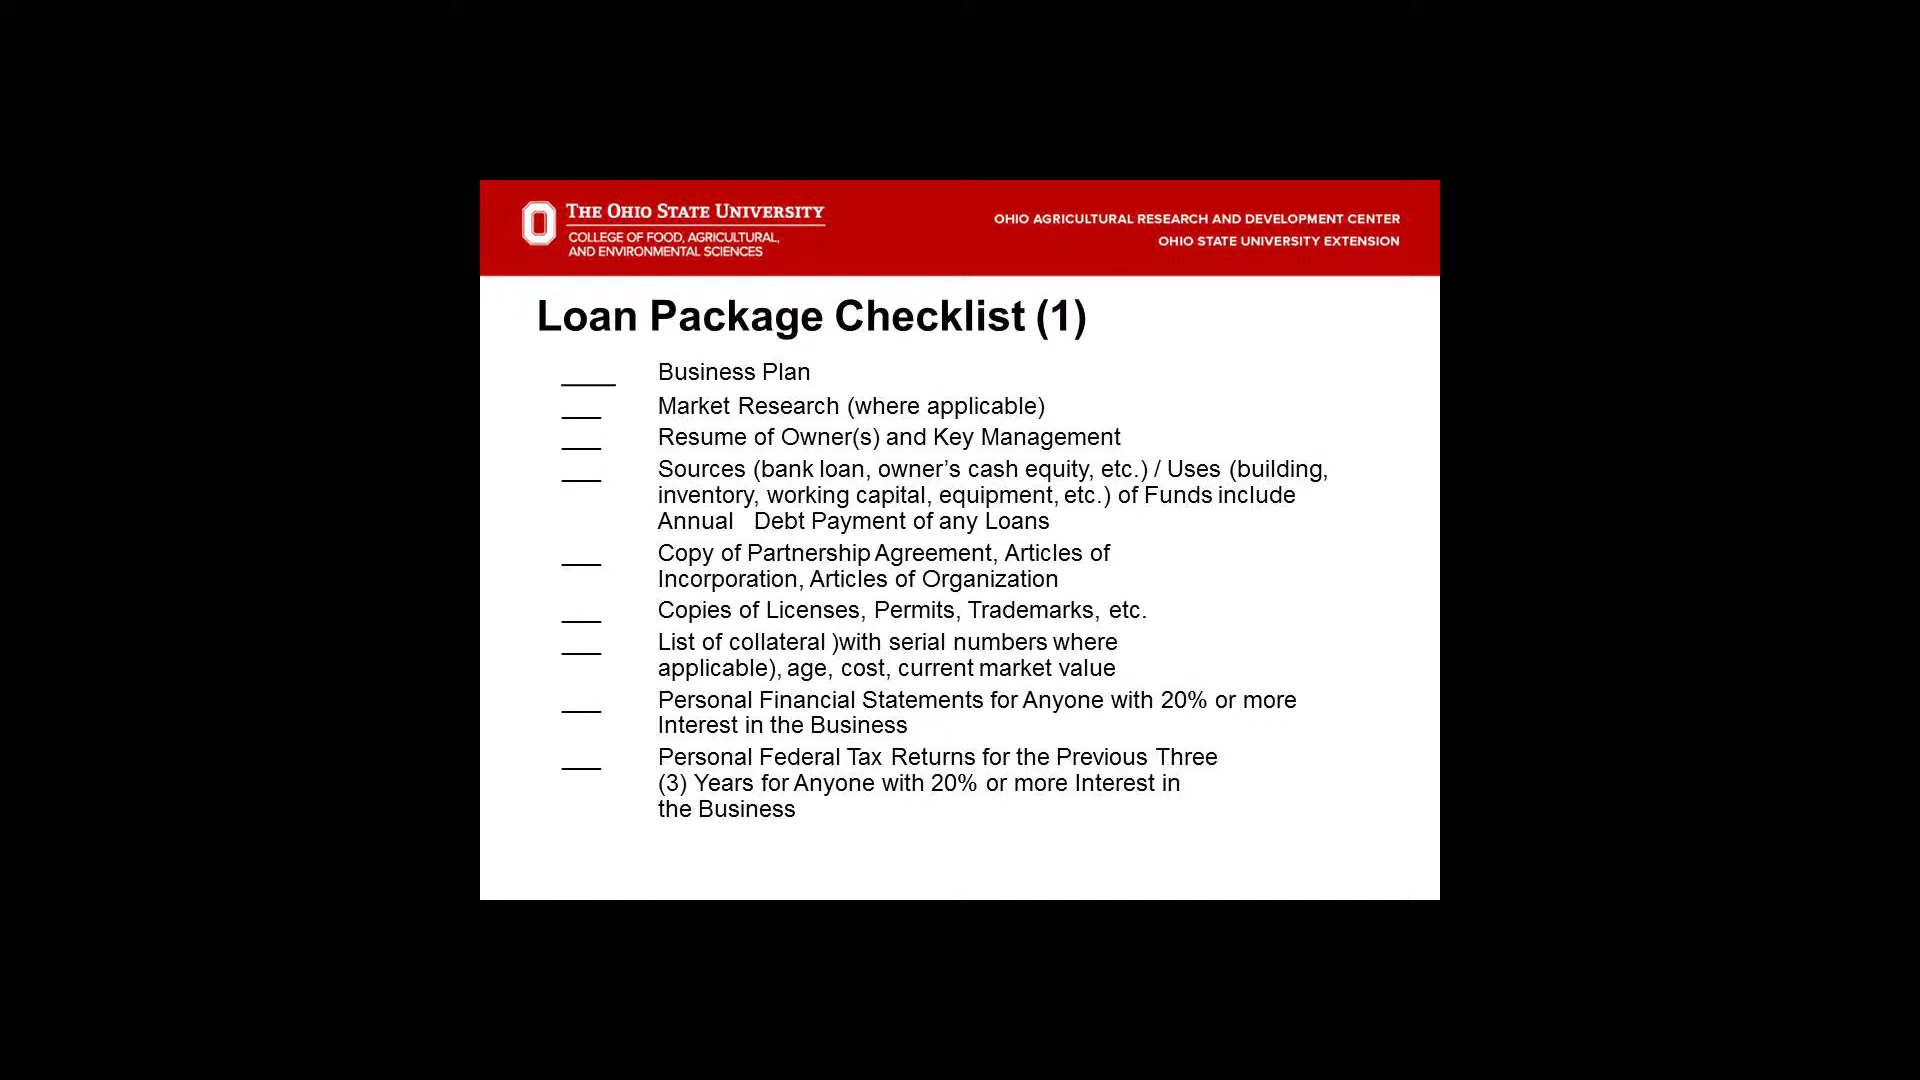 THE OHIO STATE UNIVERSITY
COLLEGE OF FOOD, AGRICULTURAL,
AND ENVIRONMENTAL SCIENCES
OHIO AGRICULTURAL RESEARCH AND DEVELOPMENT CENTER
OHIO STATE UNIVERSITY EXTENSION
Loan Package Checklist (1)
____ Business Plan
___ Market Research (where applicable)
___ Resume of Owner(s) and Key Management
___ Sources (bank loan, owner’s cash equity, etc.) / Uses (building,
inventory, working capital, equipment, etc.) of Funds include
Annual Debt Payment of any Loans
___ Copy of Partnership Agreement, Articles of
Incorporation, Articles of Organization
___ Copies of Licenses, Permits, Trademarks, etc.
___ List of collateral )with serial numbers where
applicable), age, cost, current market value
___ Personal Financial Statements for Anyone with 20% or more
Interest in the Business
___ Personal Federal Tax Returns for the Previous Three
(3) Years for Anyone with 20% or more Interest in
the Business